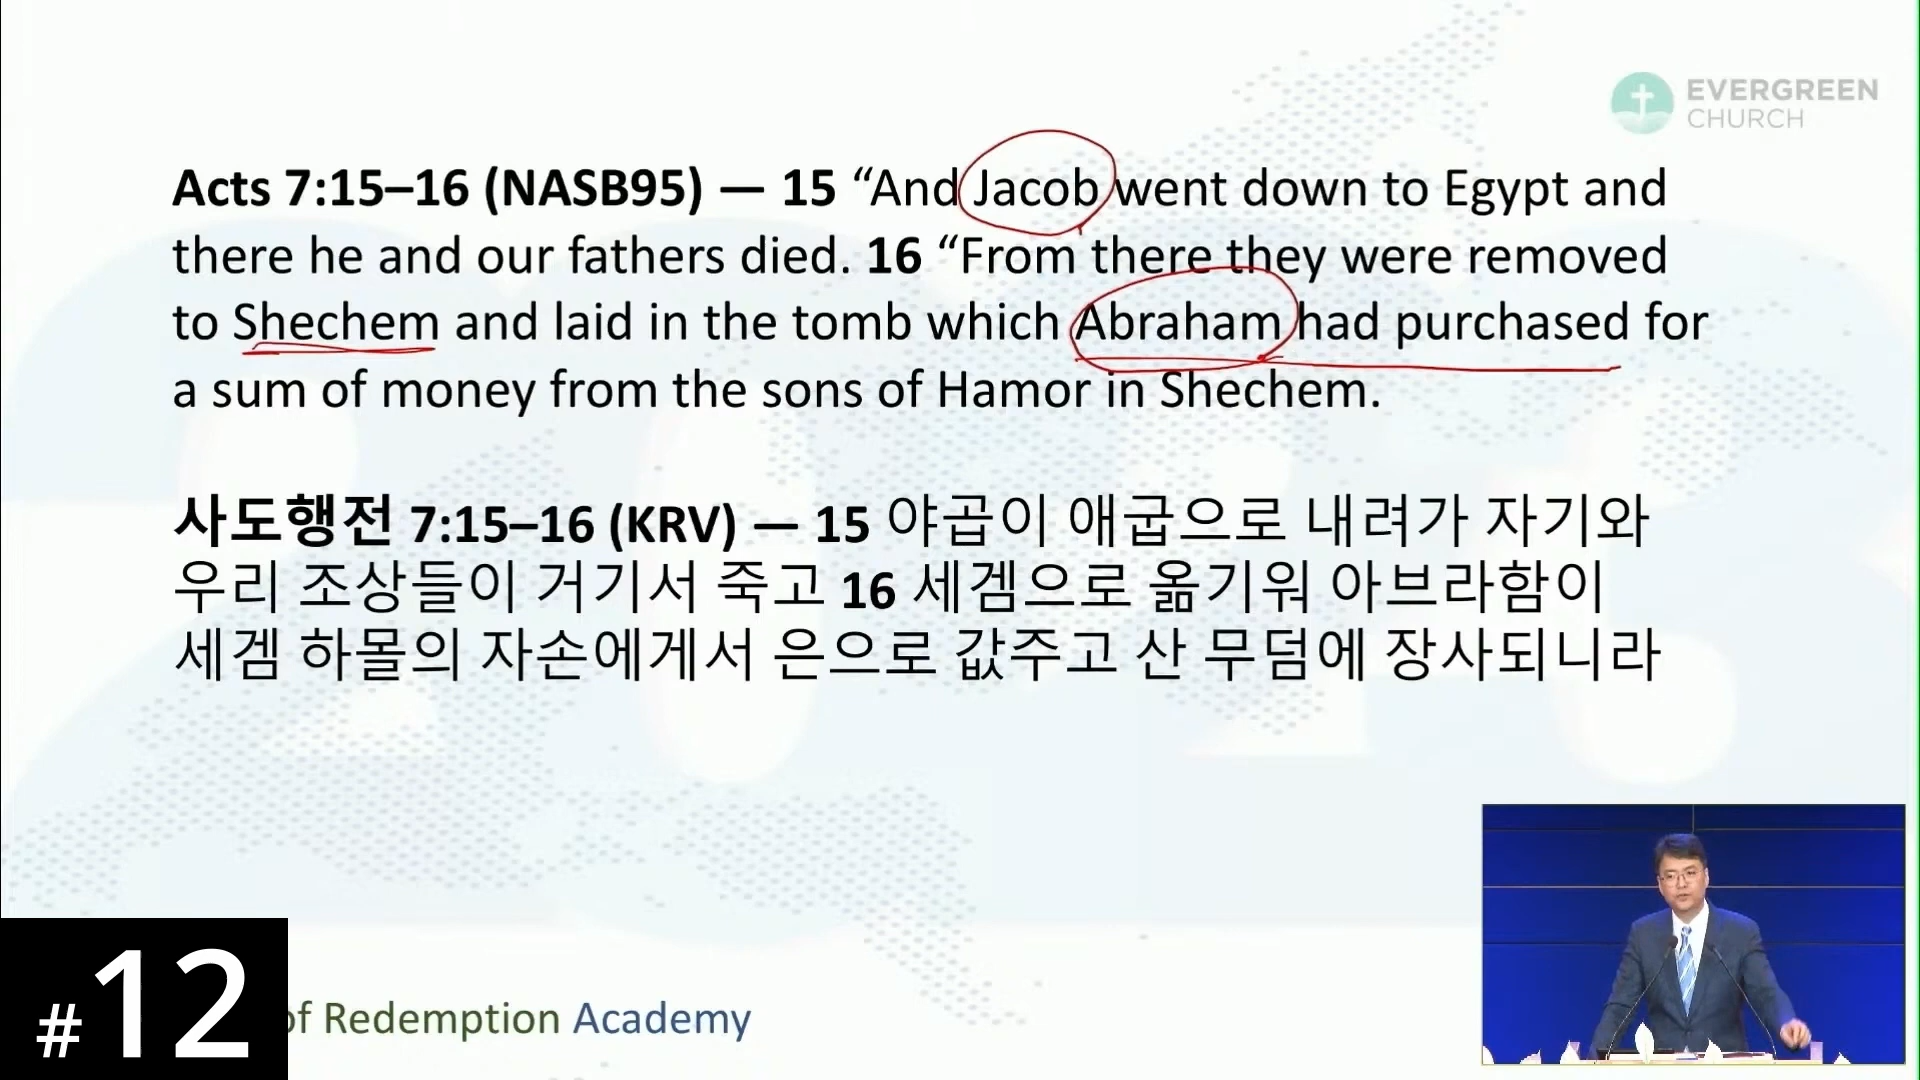 EVERGREEN
CHURCH
Acts 7:15–16 (NASB95) — 15 “And Jacob went down to Egypt and
there he and our fathers died. 16 “From there they were removed
to Shechem and laid in the tomb which Abraham had purchased for
a sum of money from the sons of Hamor in Shechem.
사도행전 7:15–16 (KRV) — 15 야곱이 애굽으로 내려가 자기와
우리 조상들이 거기서 죽고 16 세겜으로 옮기워 아브라함이
세겜 하몰의 자손에게서 은으로 값주고 산 무덤에 장사되니라
#12
of Redemption Academy